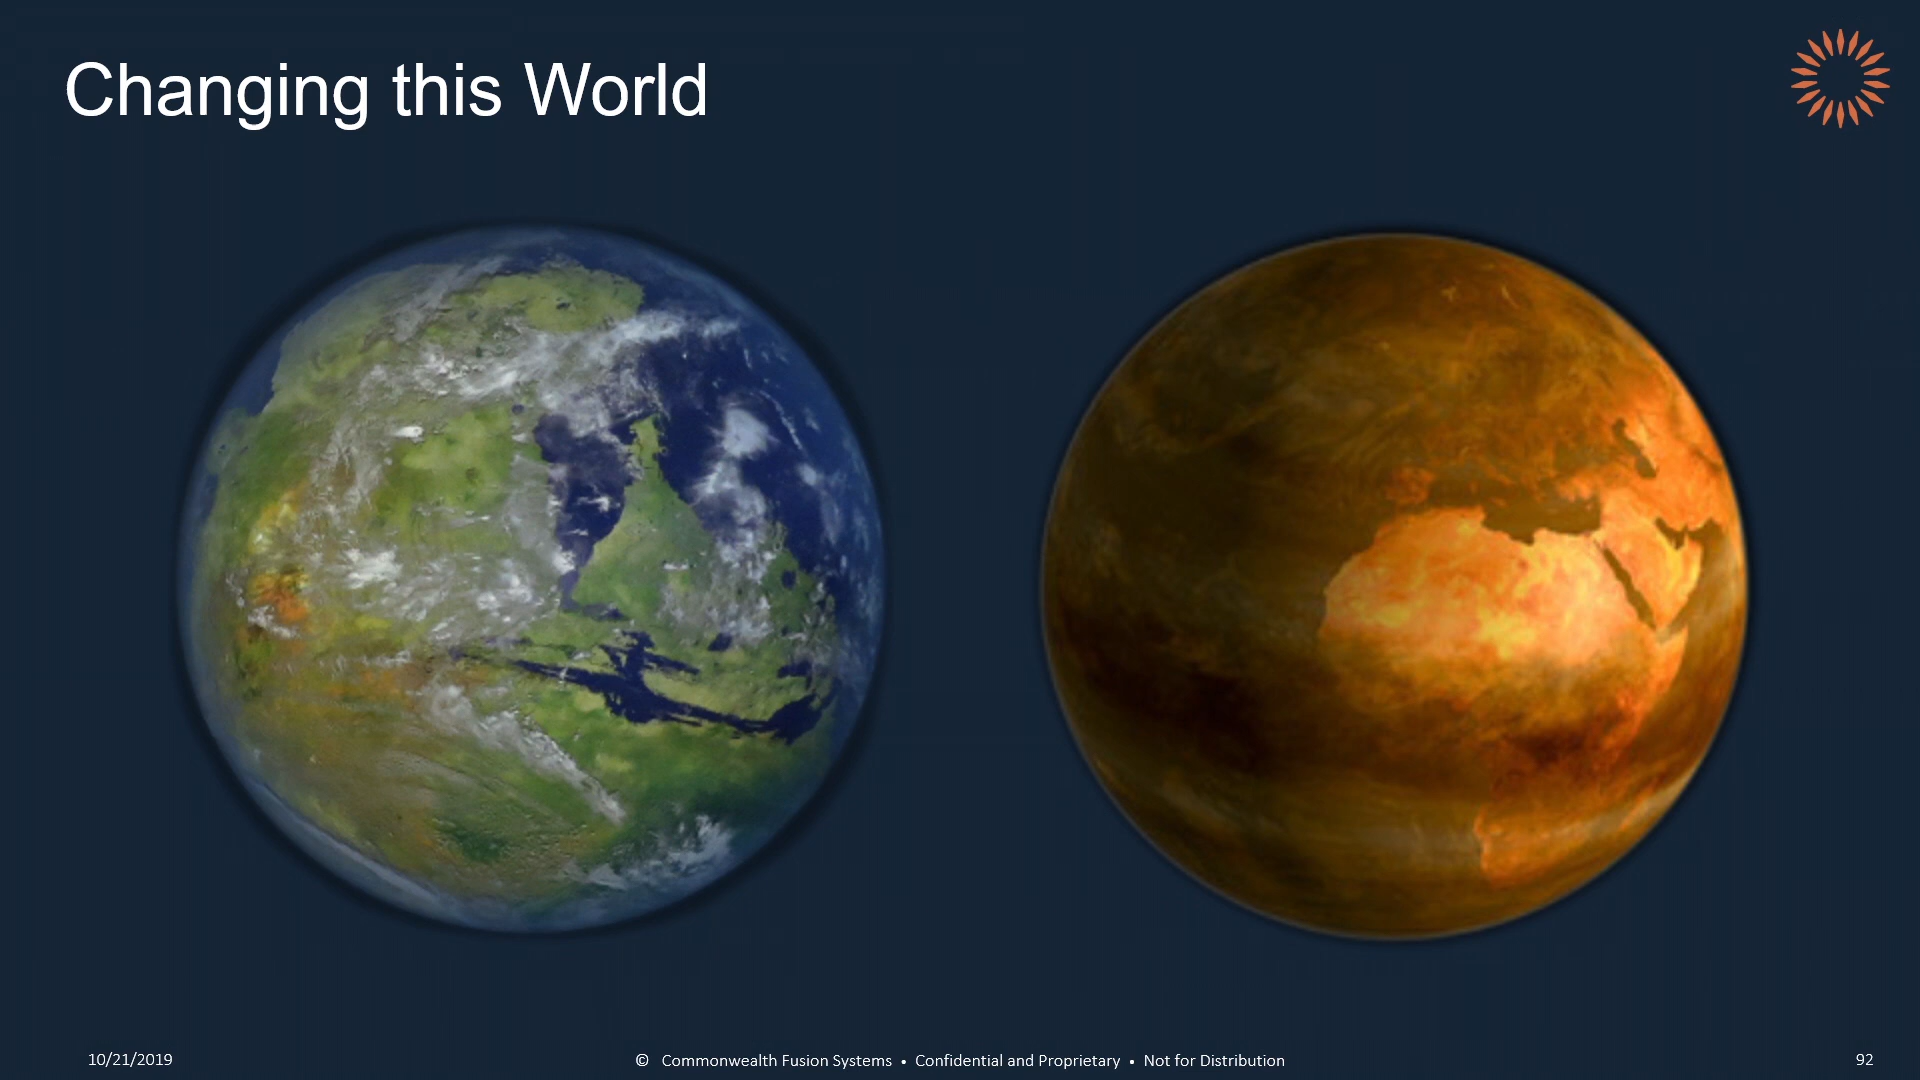 Changing this World
10/21/2019
© Commonwealth Fusion Systems • Confidential and Proprietary • Not for Distribution
92